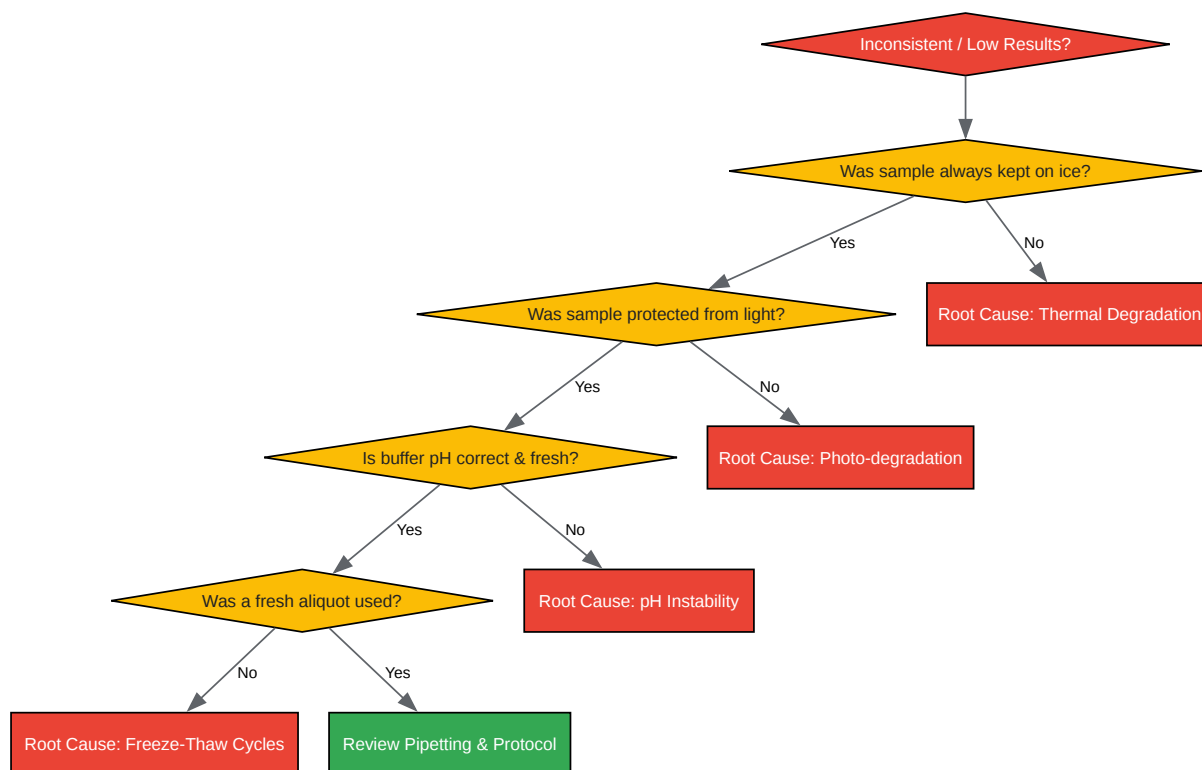 Inconsistent / Low Results?
Was sample always kept on ice?
Yes
No
Was sample protected from light?
Root Cause: Thermal Degradation
Yes
No
Is buffer pH correct & fresh?
Root Cause: Photo-degradation
Yes
No
Was a fresh aliquot used?
Root Cause: pH Instability
No
Yes
Root Cause: Freeze-Thaw Cycles
Review Pipetting & Protocol